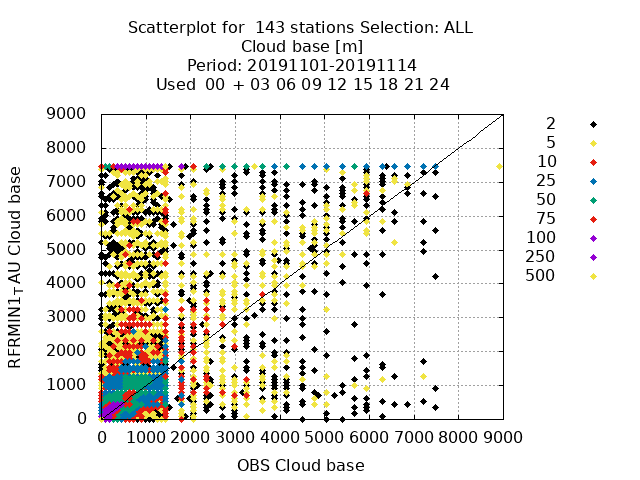 Scatterplot for  143 stations Selection: ALL
Cloud base [m]
Period: 20191101-20191114
Used  00 + 03 06 09 12 15 18 21 24
RFRMIN1T-AU Cloud base
9000
8000
7000
6000
5000
4000
3000
2000
1000
0
0 1000 2000 3000 4000 5000 6000 7000 8000 9000
OBS Cloud base
2
5
10
25
50
75
100
250
500